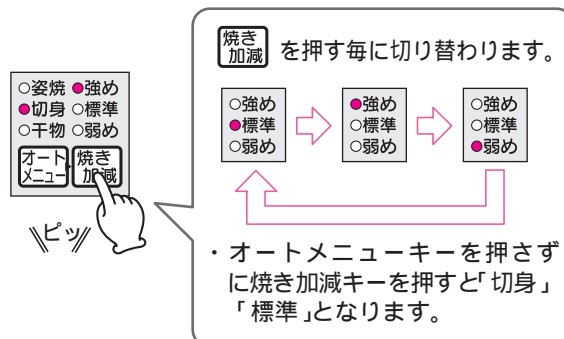 ○姿焼 ●強め
●切身 ○標準
○干物 ○弱め
オート
メニュー
焼き
加減
ピッ
焼き
加減 を押す毎に切り替わります。
○強め
●標準
○弱め
●強め
○標準
○弱め
○強め
○標準
●弱め
・オートメニューキーを押さず
に焼き加減キーを押すと「切身」
「標準」となります。